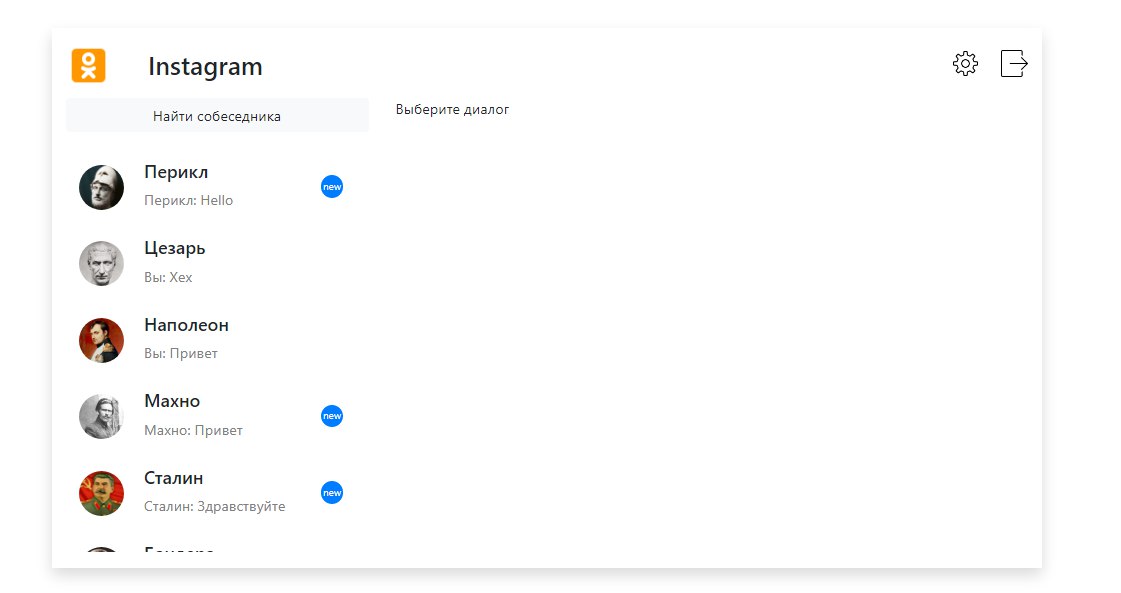 Instagram
Найти собеседника
Выберите диалог
Перикл
Перикл: Hello
new
Цезарь
Вы: Хех
Наполеон
Вы: Привет
Махно
Махно: Привет
new
Сталин
Сталин: Здравствуйте
new